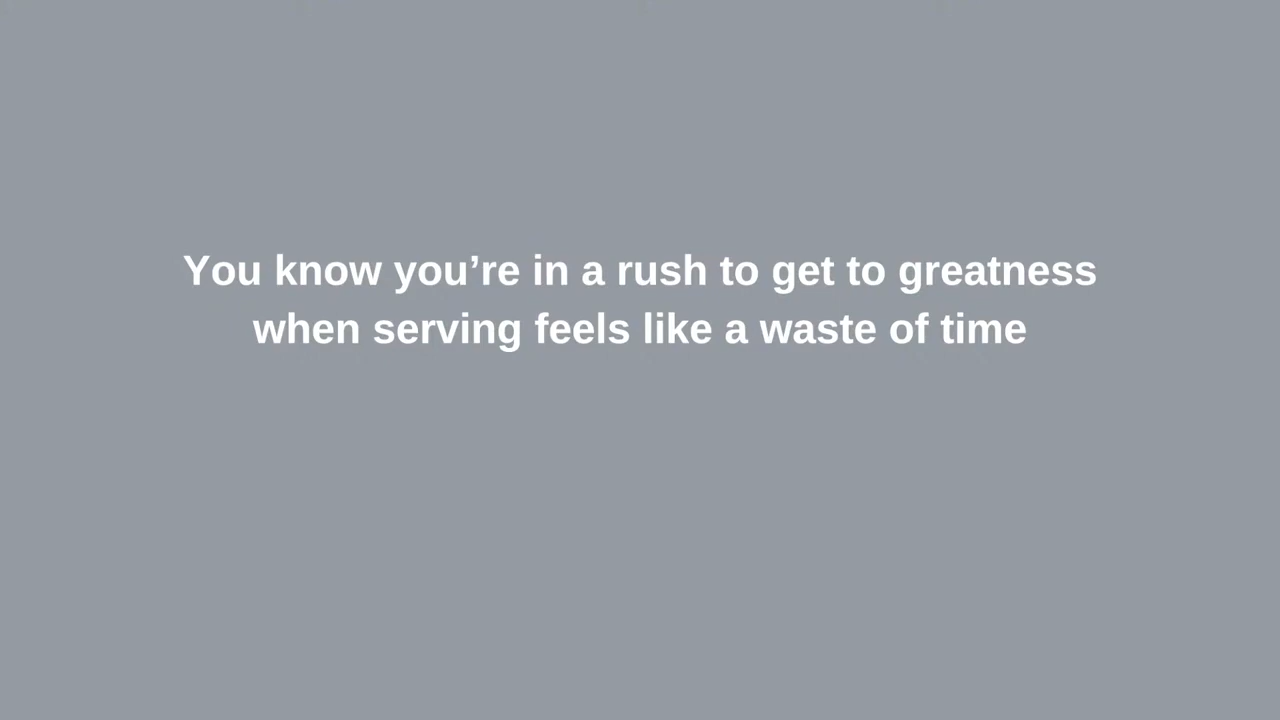 You know you’re in a rush to get to greatness
when serving feels like a waste of time